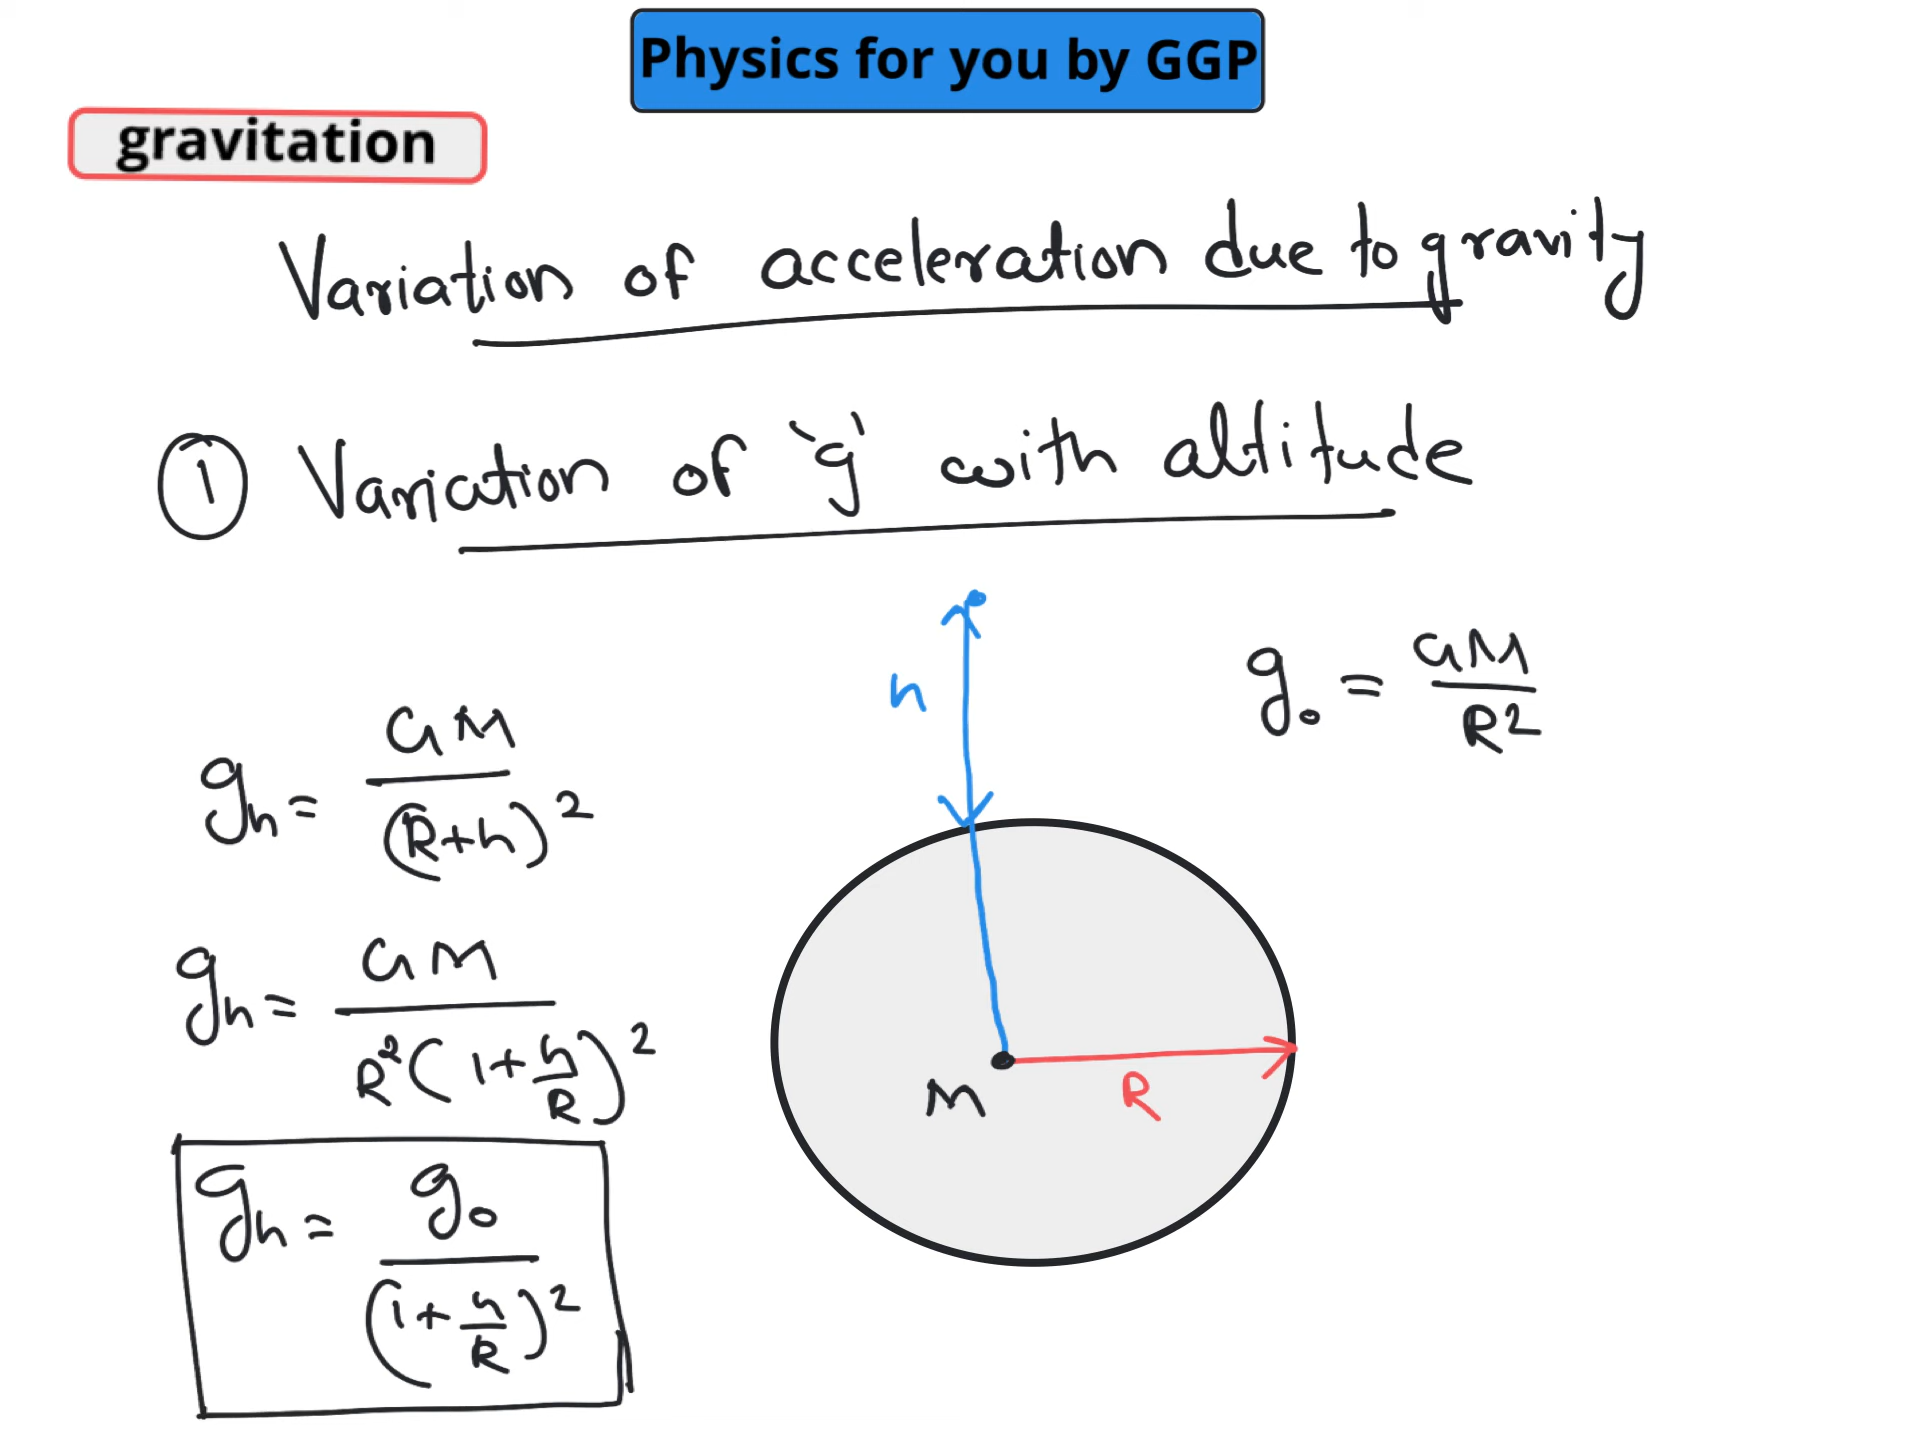 Physics for you by GGP
gravitation
Variation of acceleration due to gravity
① Variation of 'g' with altitude
h
g₀ = GM/R²
gₕ = GM/(R+h)²
gₕ = GM/R²(1+h/R)²
M
R
gₕ = g₀/(1+h/R)²